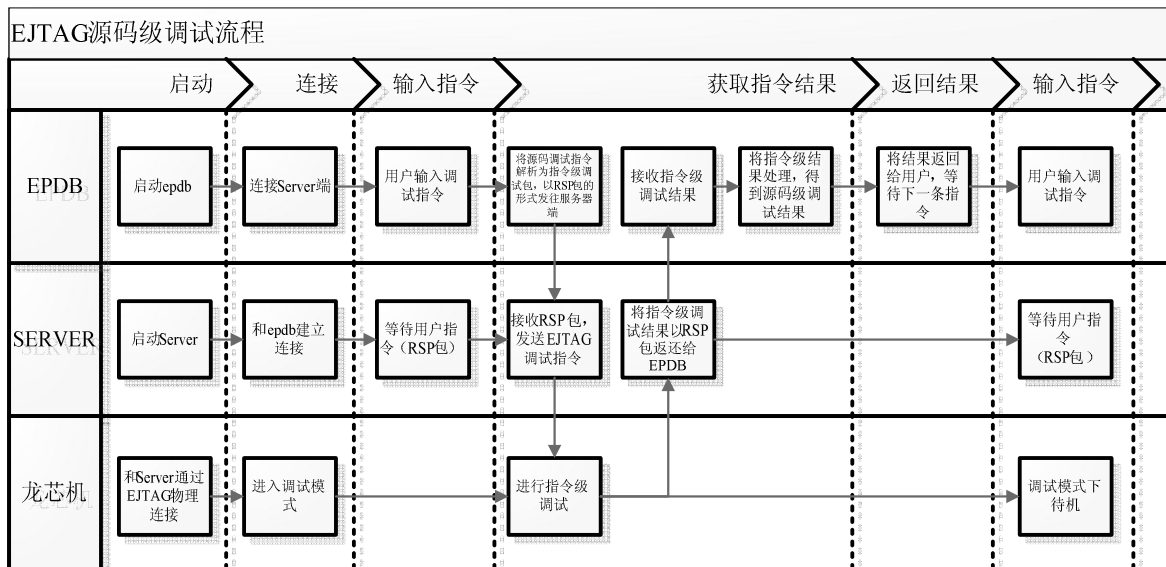 EJTAG源码级调试流程
启动
连接
输入指令
获取指令结果
返回结果
输入指令
EPDB
启动epdb
连接Server端
用户输入调
试指令
将源码调试指令
解析为指令级调
试包，以RSP包的
形式发往服务器
端
接收指令级
调试结果
将指令级结
果处理，得
到源码级调
试结果
将结果返回
给用户，等
待下一条指
令
用户输入调
试指令
SERVER
启动Server
和epdb建立
连接
等待用户指
令（RSP包）
接收RSP包，
发送EJTAG
调试指令
将指令级调
试结果以RSP
包返还给
EPDB
等待用户指
令
（RSP包）
龙芯机
和Server通过
EJTAG物理
连接
进入调试模
式
进行指令级
调试
调试模式下
待机